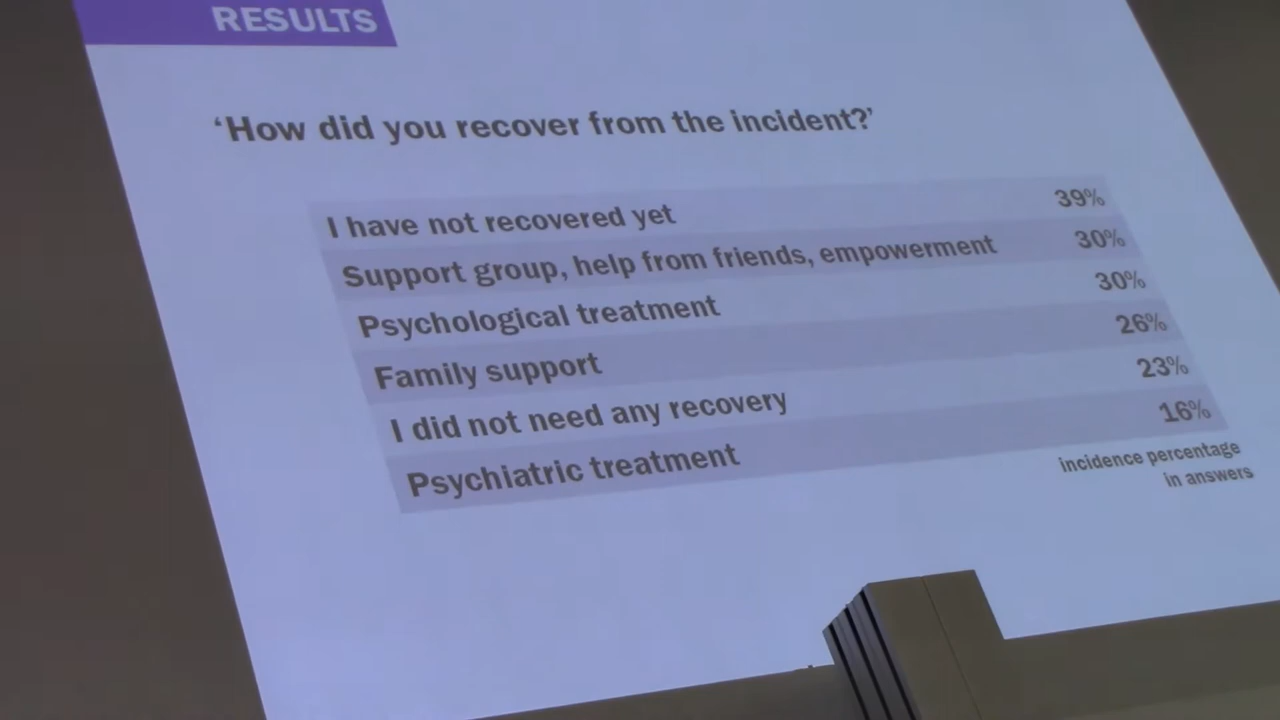 RESULTS
‘How did you recover from the incident?’
I have not recovered yet 39%
Support group, help from friends, empowerment 30%
Psychological treatment 30%
Family support 26%
I did not need any recovery 23%
Psychiatric treatment 16%
incidence percentage
in answers